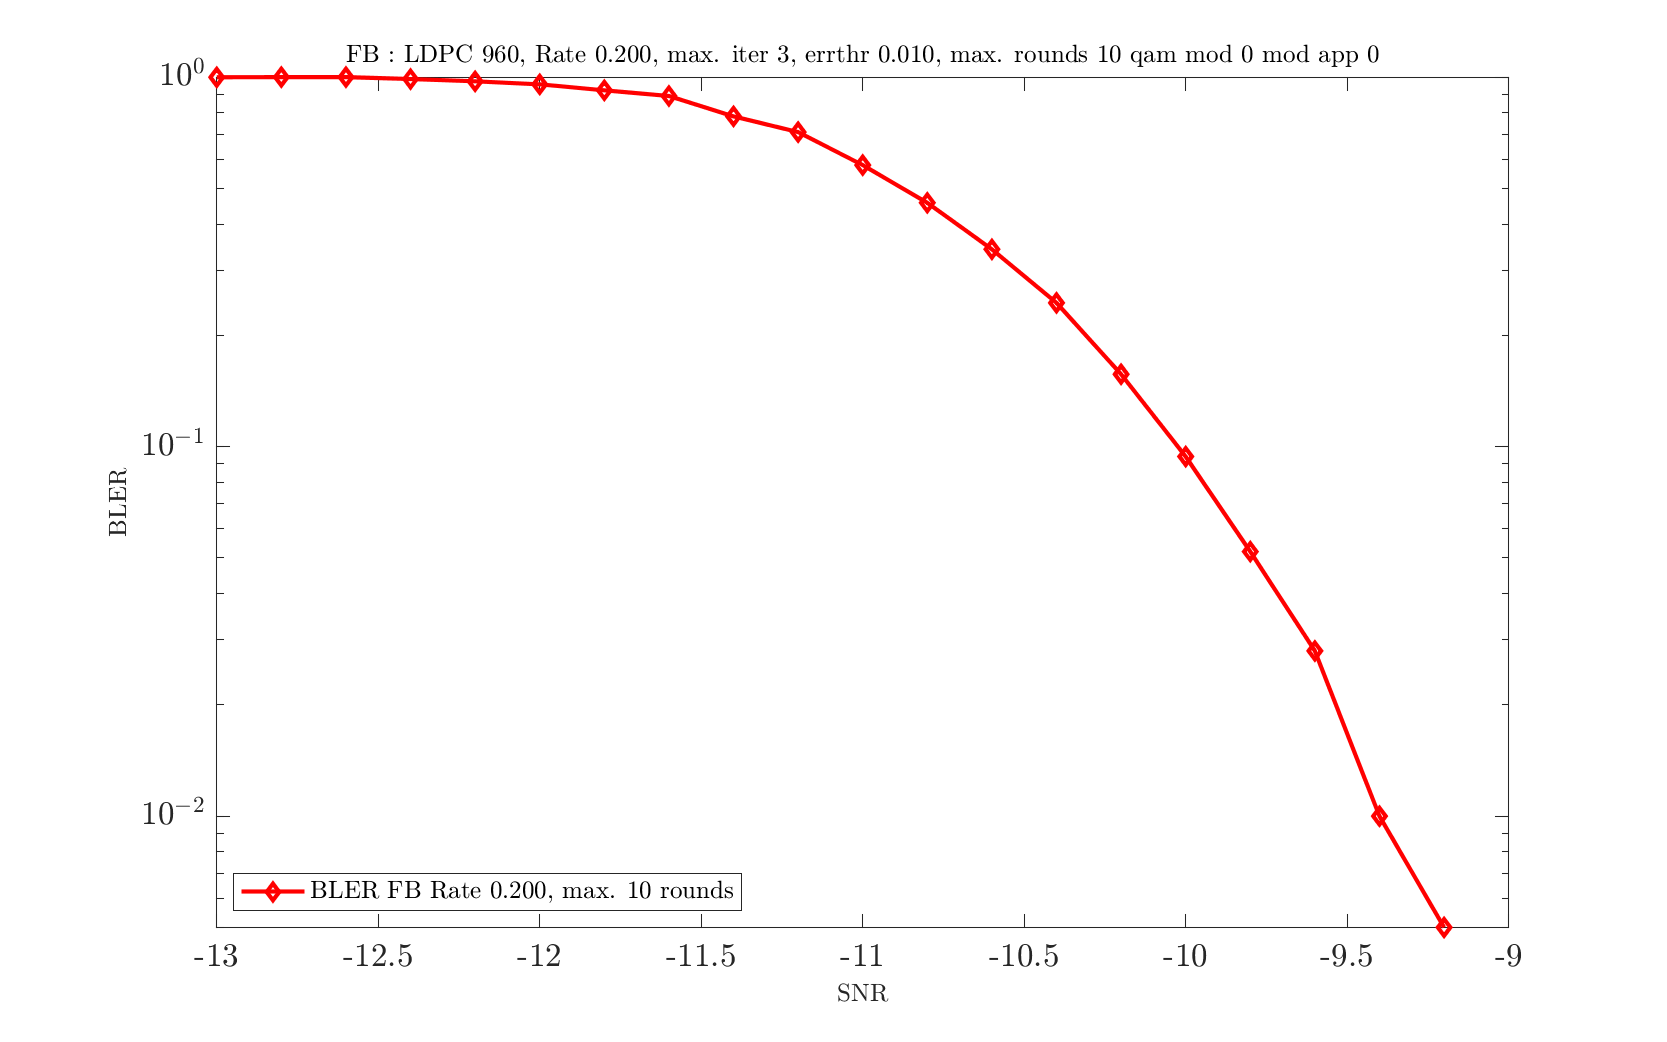 FB : LDPC 960, Rate 0.200, max. iter 3, errthr 0.010, max. rounds 10 qam mod 0 mod app 0
10⁰
10⁻¹
10⁻²
BLER
BLER FB Rate 0.200, max. 10 rounds
-13 -12.5 -12 -11.5 -11 -10.5 -10 -9.5 -9
SNR